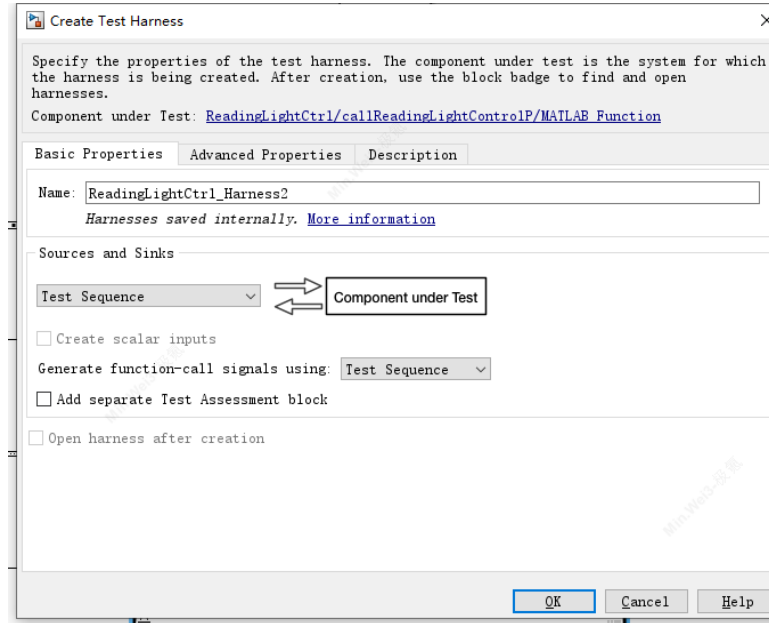 Create Test Harness
Specify the properties of the test harness. The component under test is the system for which
the harness is being created. After creation, use the block badge to find and open
harnesses.
Component under Test: ReadingLightCtrl/callReadingLightControlP/MATLAB Function
Basic Properties Advanced Properties Description
Name: ReadingLightCtrl_Harness2
Harnesses saved internally. More information
Sources and Sinks
Test Sequence Component under Test
Create scalar inputs
Generate function-call signals using: Test Sequence
Add separate Test Assessment block
Open harness after creation
Min.Wei3-极氪
OK Cancel Help